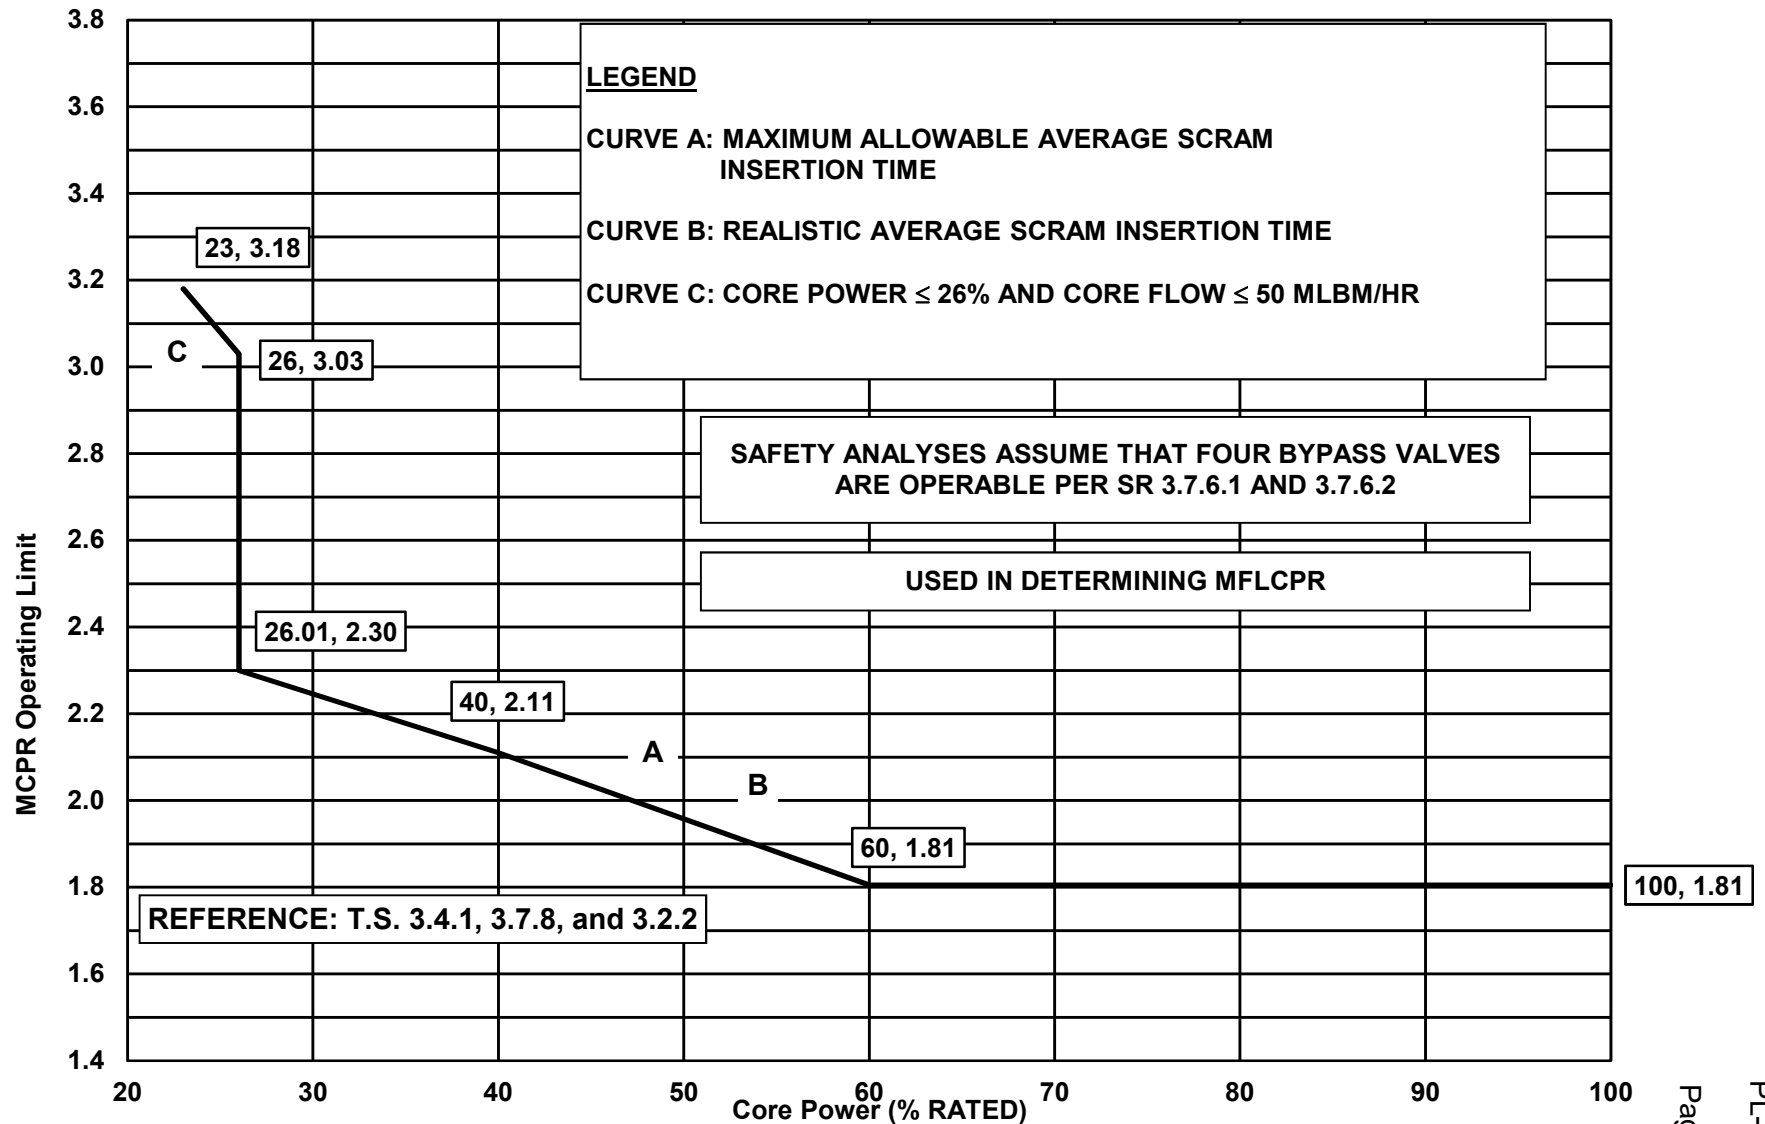 3.8
3.6
3.4
3.2
3.0
2.8
2.6
2.4
2.2
2.0
1.8
1.6
1.4
MCPR Operating Limit
LEGEND
CURVE A: MAXIMUM ALLOWABLE AVERAGE SCRAM
INSERTION TIME
CURVE B: REALISTIC AVERAGE SCRAM INSERTION TIME
CURVE C: CORE POWER ≤ 26% AND CORE FLOW ≤ 50 MLBM/HR
SAFETY ANALYSES ASSUME THAT FOUR BYPASS VALVES
ARE OPERABLE PER SR 3.7.6.1 AND 3.7.6.2
USED IN DETERMINING MFLCPR
23, 3.18
C
26, 3.03
26.01, 2.30
40, 2.11
A
B
60, 1.81
100, 1.81
REFERENCE: T.S. 3.4.1, 3.7.8, and 3.2.2
20 30 40 50 60 70 80 90 100
Core Power (% RATED)